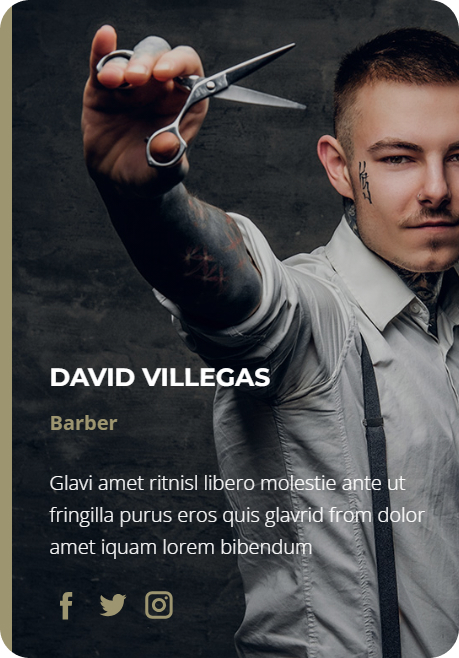 DAVID VILLEGAS
Barber
Glavi amet ritnisl libero molestie ante ut
fringilla purus eros quis glavrid from dolor
amet iquam lorem bibendum